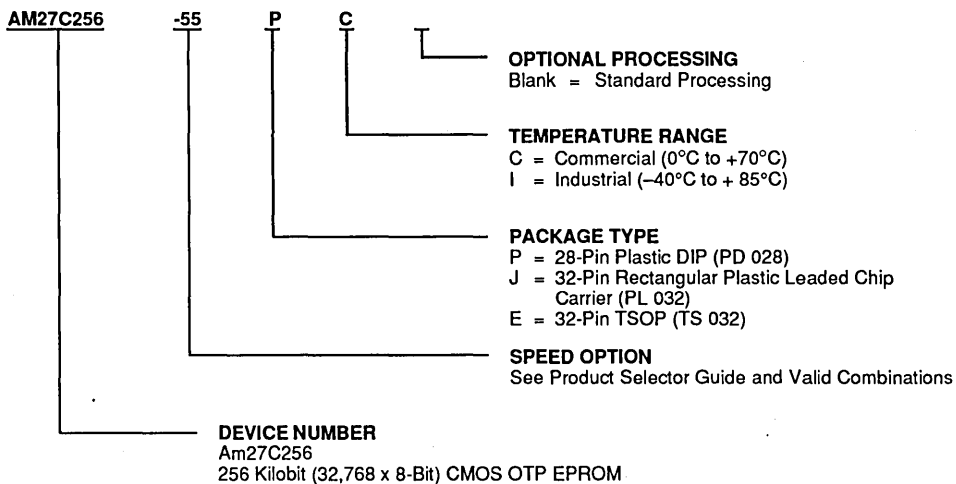 AM27C256 -55 P C
OPTIONAL PROCESSING
Blank = Standard Processing
TEMPERATURE RANGE
C = Commercial (0°C to +70°C)
I = Industrial (–40°C to + 85°C)
PACKAGE TYPE
P = 28-Pin Plastic DIP (PD 028)
J = 32-Pin Rectangular Plastic Leaded Chip
Carrier (PL 032)
E = 32-Pin TSOP (TS 032)
SPEED OPTION
See Product Selector Guide and Valid Combinations
DEVICE NUMBER
Am27C256
256 Kilobit (32,768 x 8-Bit) CMOS OTP EPROM